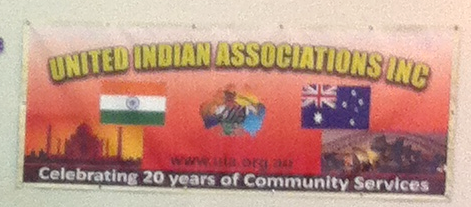 UNITED INDIAN ASSOCIATIONS INC
www.uia.org.au
Celebrating 20 years of Community Services